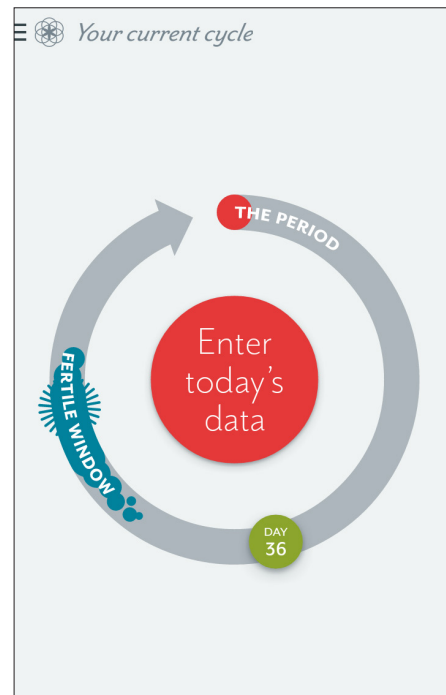 Your current cycle
THE PERIOD
Enter
today's
data
FERTILE WINDOW
DAY
36